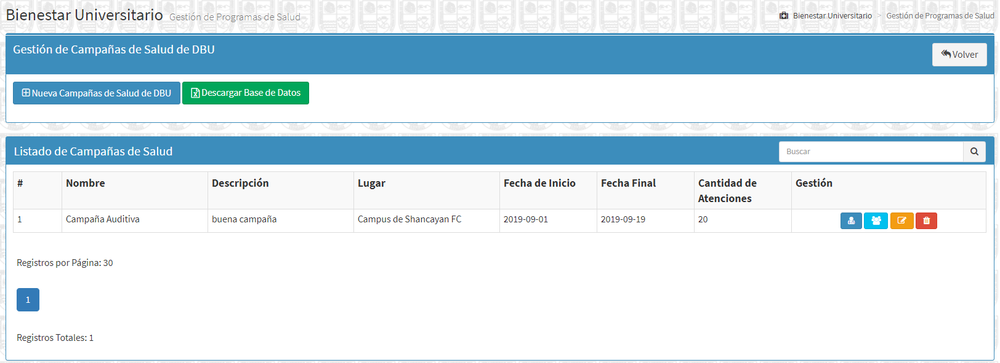 Bienestar Universitario Gestión de Programas de Salud
Bienestar Universitario > Gestión de Programas de Salud
Gestión de Campañas de Salud de DBU
Volver
Nueva Campañas de Salud de DBU
Descargar Base de Datos
Listado de Campañas de Salud
Buscar
# Nombre Descripción Lugar Fecha de Inicio Fecha Final Cantidad de Atenciones Gestión
1 Campaña Auditiva buena campaña Campus de Shancayan FC 2019-09-01 2019-09-19 20
Registros por Página: 30
1
Registros Totales: 1